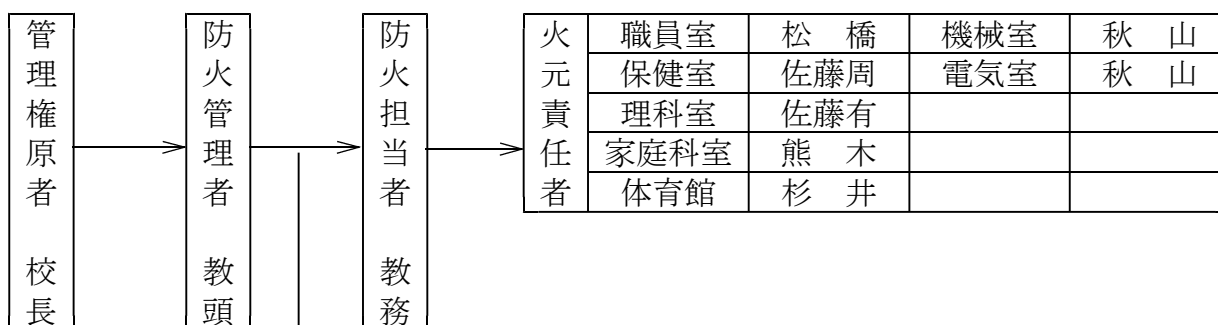 管理権原者 校長
防火管理者 教頭
防火担当者 教務
火元責任者
職員室 松 橋 機械室 秋 山
保健室 佐藤周 電気室 秋 山
理科室 佐藤有
家庭科室 熊 木
体育館 杉 井